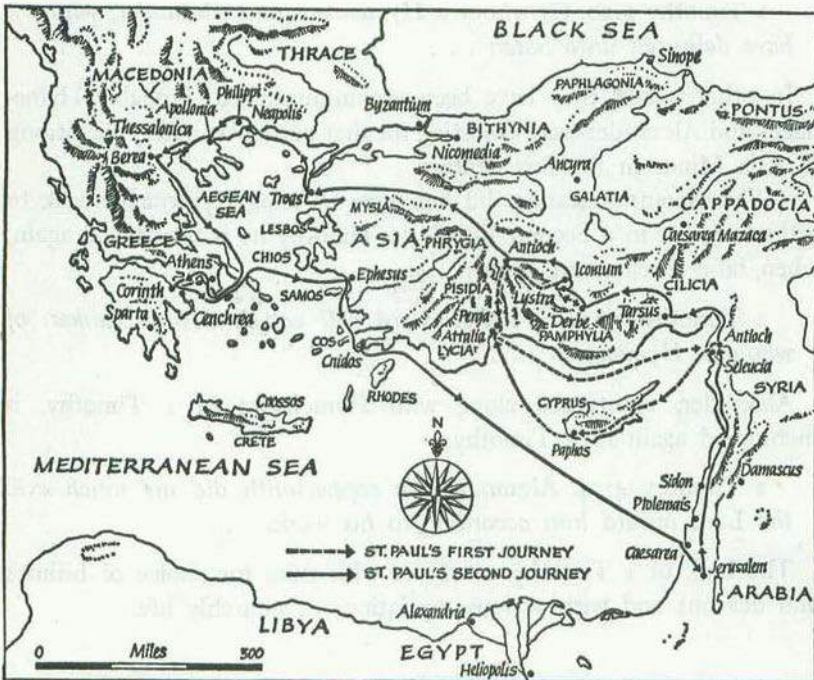 BLACK SEA
Sinope
THRACE
MACEDONIA
Philippi
Apollonia
Neapolis
Thessalonica
Berea
Byzantium
PAPHLAGONIA
PONTUS
BITHYNIA
Nicomedia
Ancyra
GALATIA
CAPPADOCIA
Caesarea Mazaca
AEGEAN
SEA
Troas
MYSIA
LESBOS
ASIA
PHRYGIA
Antioch
Iconium
CILICIA
GREECE
CHIOS
Athens
Ephesus
SAMOS
PISIDIA
Lustra
Derbe
Tarsus
Corinth
Sparta
Cenchrea
Perga
Attalia
PAMPHYLIA
LYCIA
Antioch
Seleucia
COS
Cnidos
RHODES
SYRIA
CYPRUS
Paphos
Cnossos
CRETE
N
MEDITERRANEAN SEA
Sidon
Damascus
Ptolemais
Caesarea
Jerusalem
ST. PAUL'S FIRST JOURNEY
ST. PAUL'S SECOND JOURNEY
ARABIA
LIBYA
Alexandria
EGYPT
Heliopolis
0 Miles 300